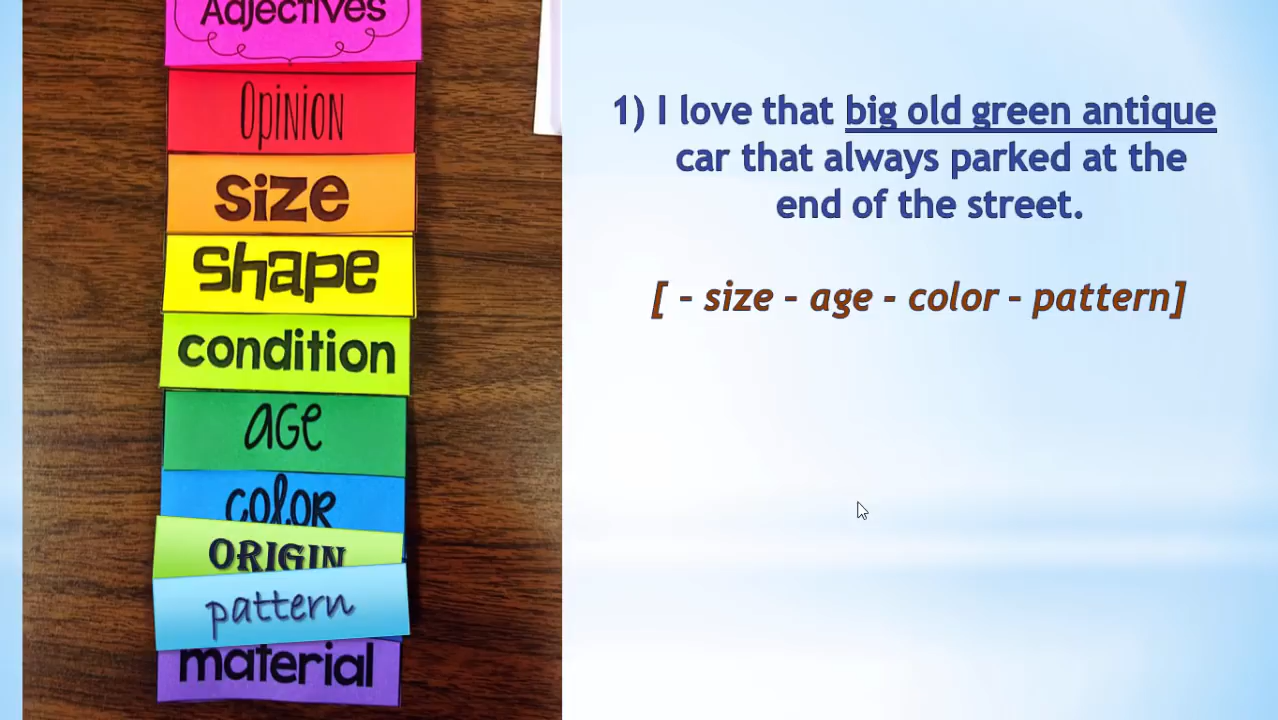 Adjectives
Opinion
size
shape
condition
AGE
COLOR
ORIGIN
pattern
material
1) I love that big old green antique
car that always parked at the
end of the street.
[ - size - age - color - pattern]